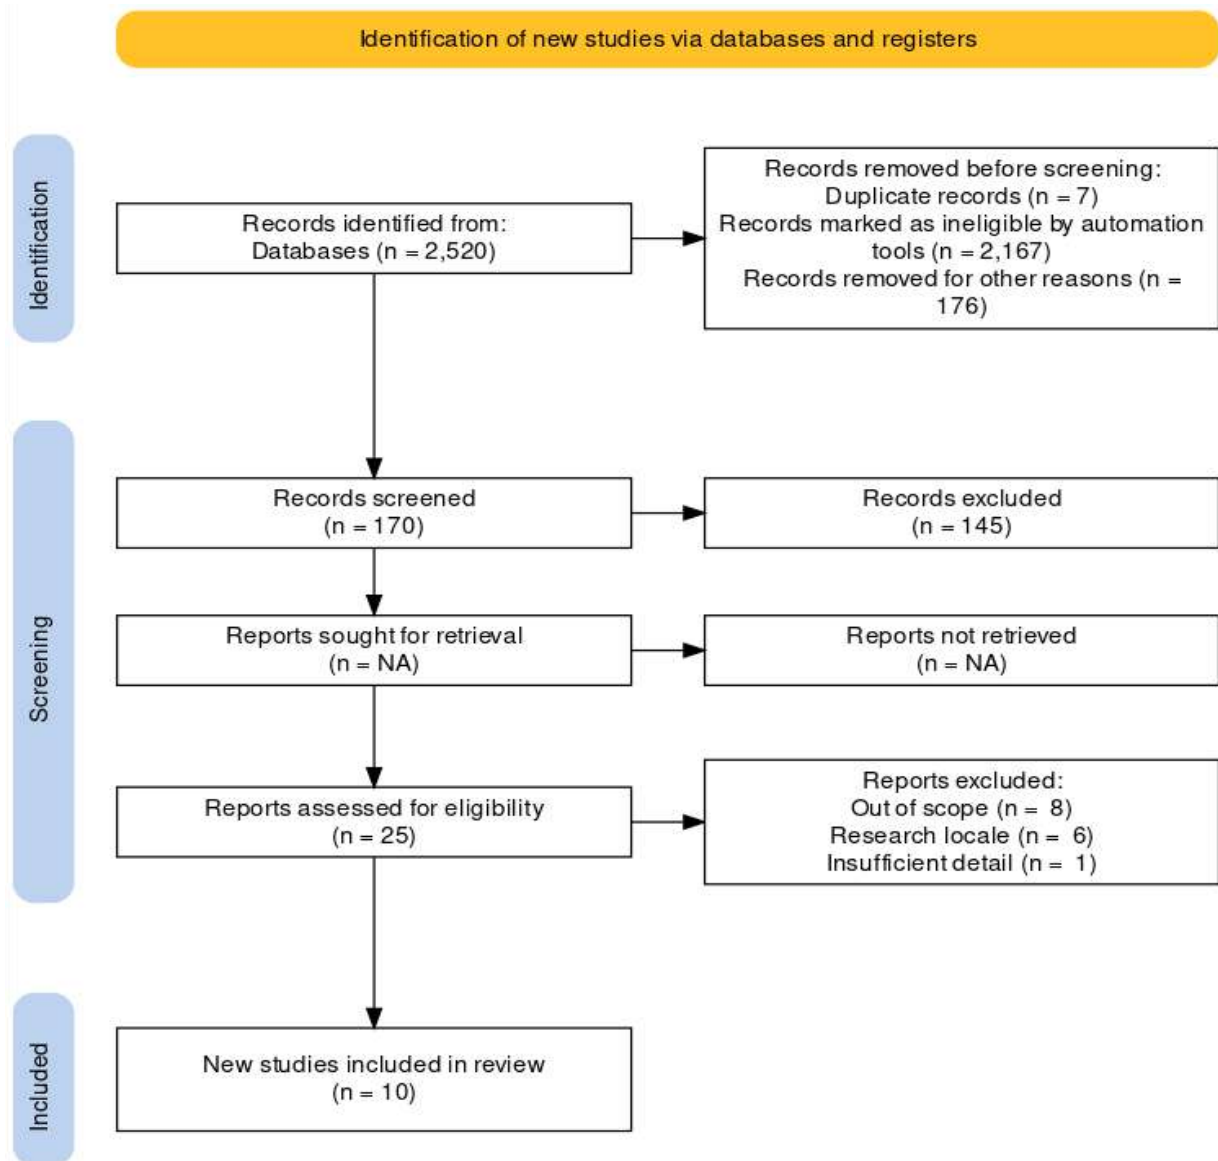 Identification of new studies via databases and registers
Identification
Records identified from:
Databases (n = 2,520)
Records removed before screening:
Duplicate records (n = 7)
Records marked as ineligible by automation
tools (n = 2,167)
Records removed for other reasons (n =
176)
Screening
Records screened
(n = 170)
Records excluded
(n = 145)
Reports sought for retrieval
(n = NA)
Reports not retrieved
(n = NA)
Reports assessed for eligibility
(n = 25)
Reports excluded:
Out of scope (n = 8)
Research locale (n = 6)
Insufficient detail (n = 1)
Included
New studies included in review
(n = 10)